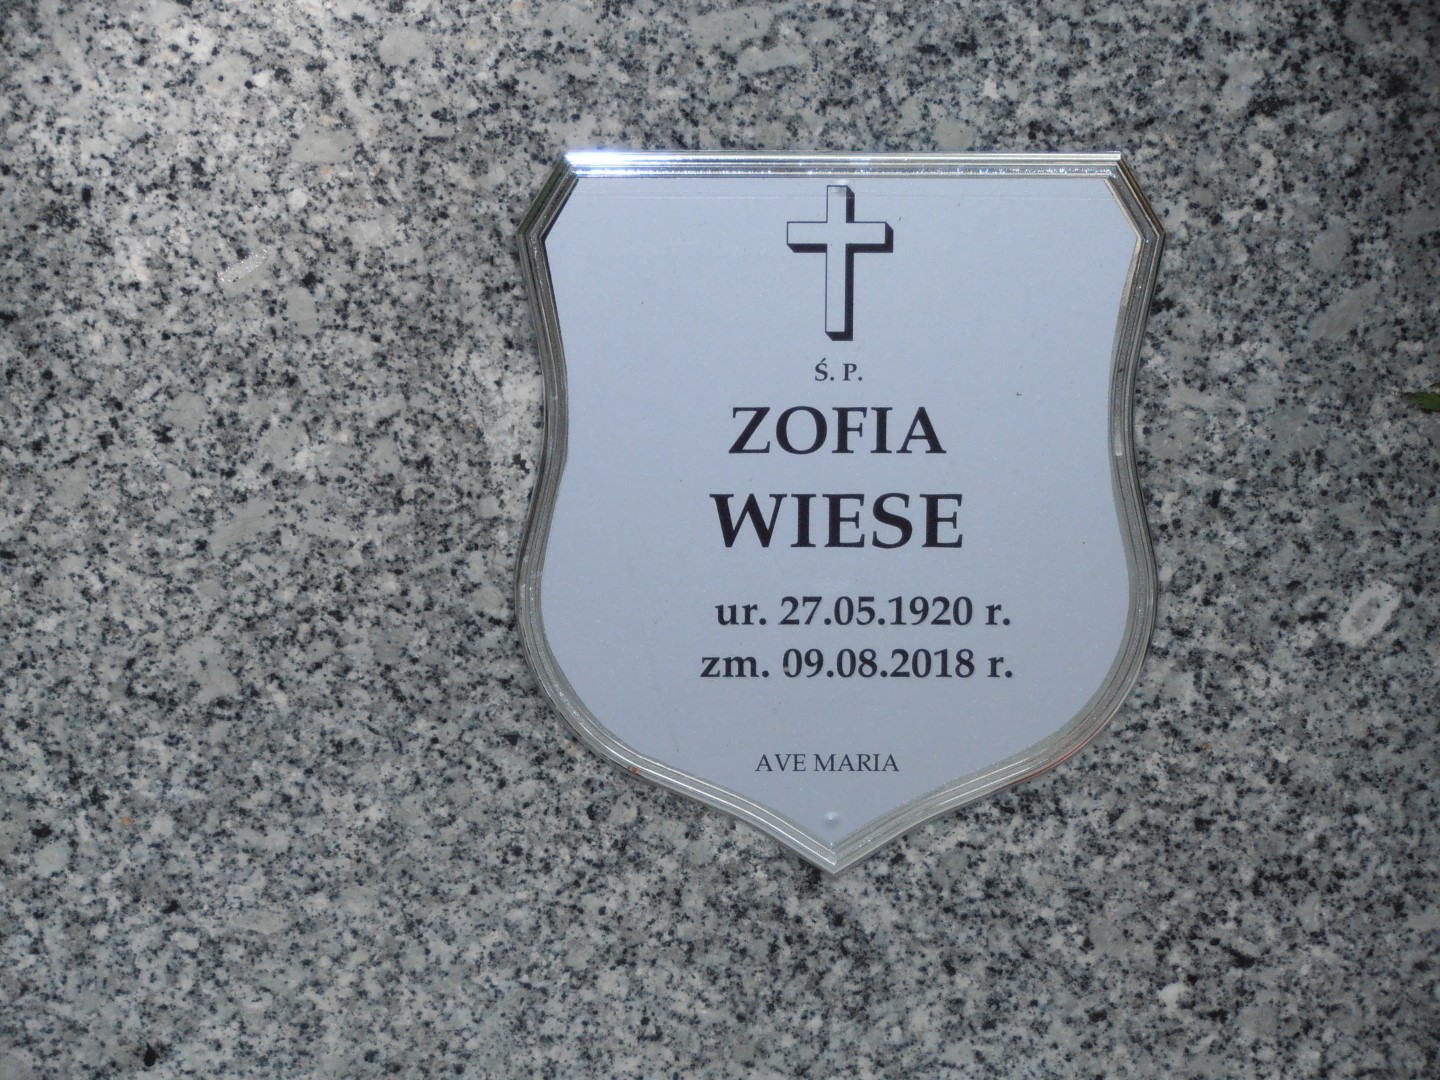 Ś. P.
ZOFIA
WIESE
ur. 27.05.1920 r.
zm. 09.08.2018 r.
AVE MARIA